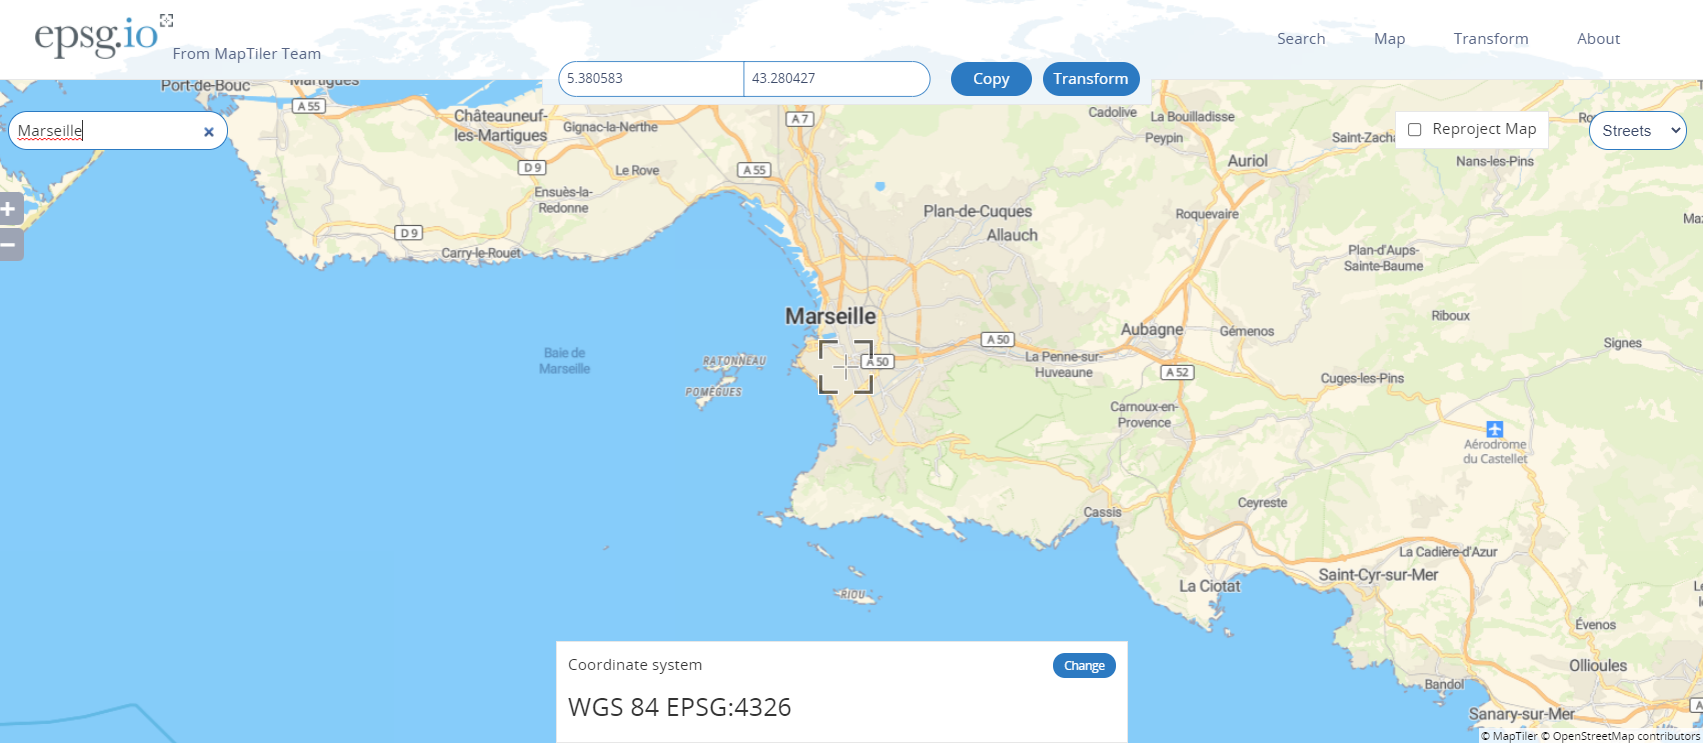 epsg.io
From MapTiler Team
Search
Map
Transform
About
5.380583
43.280427
Copy
Transform
Marseille
Reproject Map
Streets
Port-de-Bouc
Martigues
A 55
Châteauneuf-
les-Martigues
Gignac-la-Nerthe
A 7
Cadolive
La Bouilladisse
Peypin
Saint-Zacha
Nans-les-Pins
Auriol
D 9
Le Rove
A 55
Ensuès-la-
Redonne
Plan-de-Cuques
Allauch
Roquevaire
D 9
Carry-le-Rouet
Plan-d'Aups-
Sainte-Baume
Marseille
Riboux
Aubagne
Gémenos
Signes
A 50
Baie de
Marseille
RATONNEAU
A 50
La Penne-sur-
Huveaune
A 52
Cuges-les-Pins
POMÈGUES
Carnoux-en-
Provence
Aérodrome
du Castellet
Ceyreste
Cassis
La Cadière-d'Azur
Saint-Cyr-sur-Mer
La Ciotat
RIOU
Évenos
Ollioules
Bandol
Sanary-sur-Mer
Coordinate system
Change
WGS 84 EPSG:4326
© MapTiler © OpenStreetMap contributors